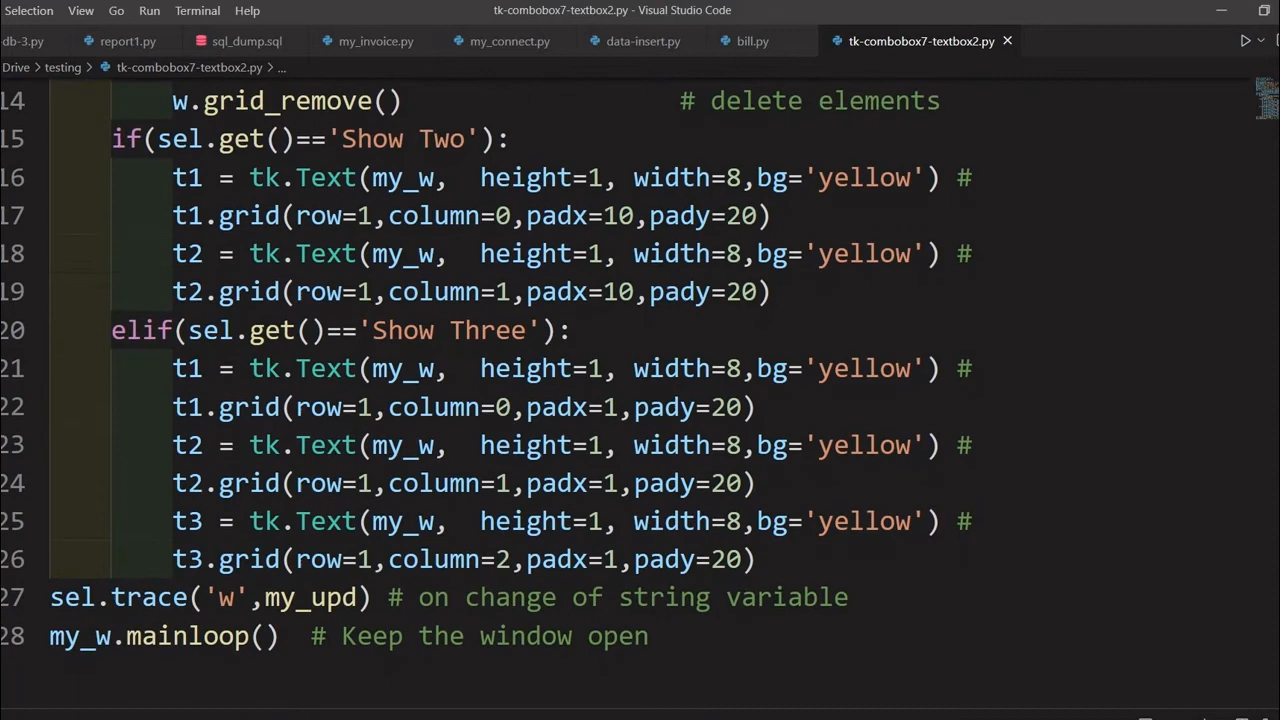 Selection View Go Run Terminal Help tk-combobox7-textbox2.py - Visual Studio Code
db-3.py report1.py sql_dump.sql my_invoice.py my_connect.py data-insert.py bill.py tk-combobox7-textbox2.py
Drive > testing > tk-combobox7-textbox2.py > ...
14 w.grid_remove() # delete elements
15 if(sel.get()=='Show Two'):
16 t1 = tk.Text(my_w,  height=1, width=8,bg='yellow') #
17 t1.grid(row=1,column=0,padx=10,pady=20)
18 t2 = tk.Text(my_w,  height=1, width=8,bg='yellow') #
19 t2.grid(row=1,column=1,padx=10,pady=20)
20 elif(sel.get()=='Show Three'):
21 t1 = tk.Text(my_w,  height=1, width=8,bg='yellow') #
22 t1.grid(row=1,column=0,padx=1,pady=20)
23 t2 = tk.Text(my_w,  height=1, width=8,bg='yellow') #
24 t2.grid(row=1,column=1,padx=1,pady=20)
25 t3 = tk.Text(my_w,  height=1, width=8,bg='yellow') #
26 t3.grid(row=1,column=2,padx=1,pady=20)
27 sel.trace('w',my_upd) # on change of string variable
28 my_w.mainloop()  # Keep the window open